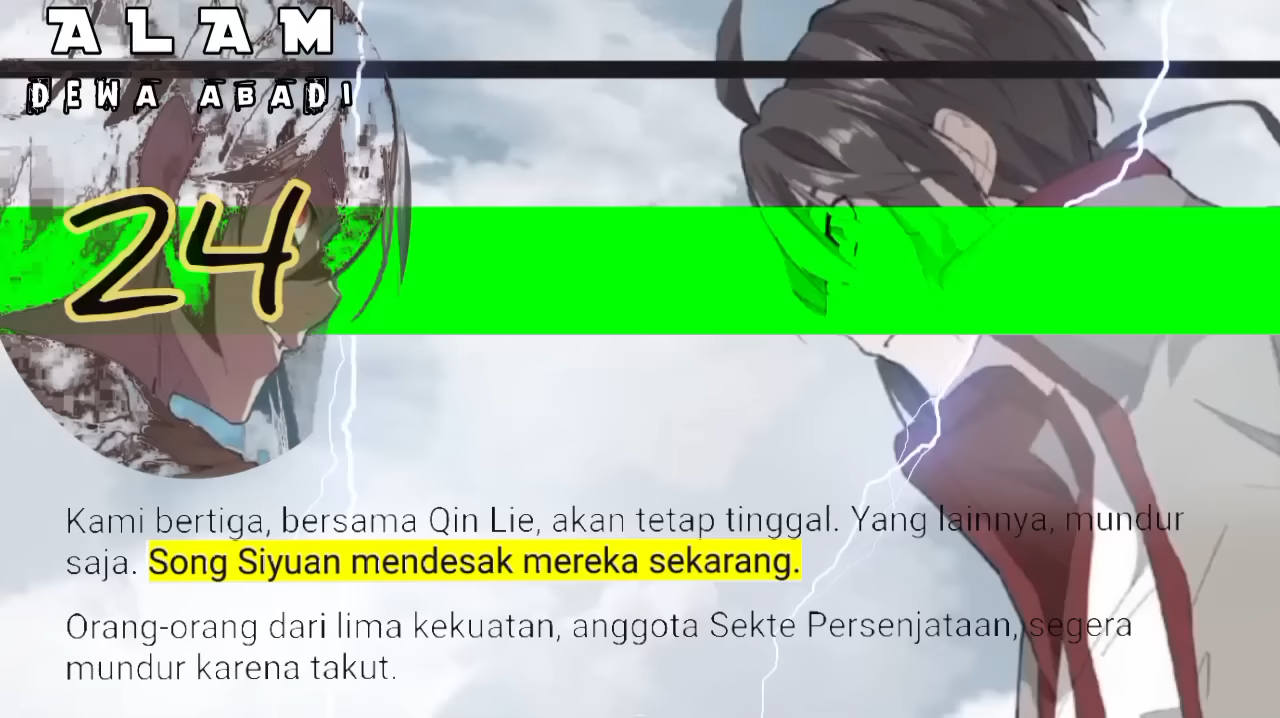 ALAM
DEWA ABADI
24
Kami bertiga, bersama Qin Lie, akan tetap tinggal. Yang lainnya, mundur
saja. Song Siyuan mendesak mereka sekarang.
Orang-orang dari lima kekuatan, anggota Sekte Persenjataan, segera
mundur karena takut.